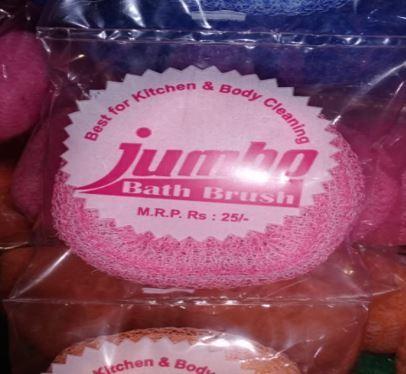 Best for Kitchen & Body Cleaning
Jumbo
Bath Brush
M.R.P. Rs : 25/-
Kitchen & Body